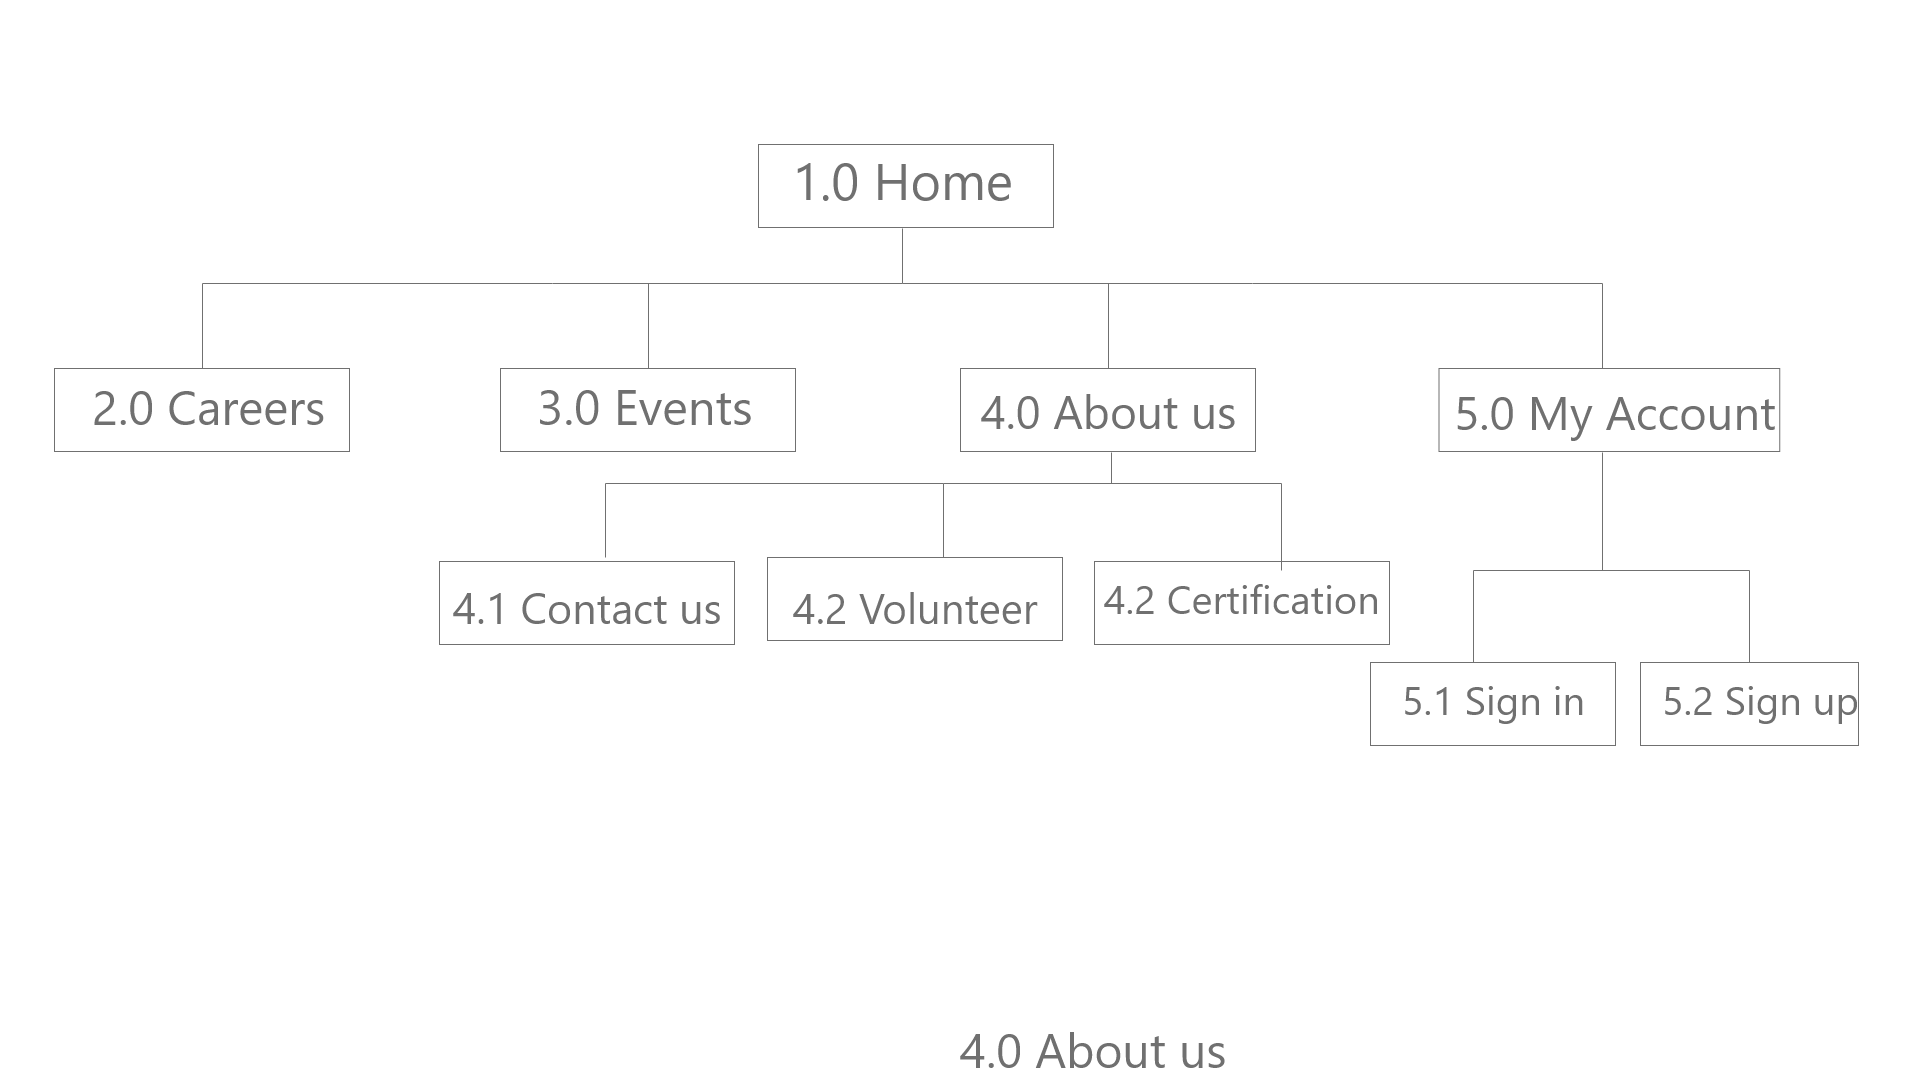 1.0 Home
2.0 Careers
3.0 Events
4.0 About us
5.0 My Account
4.1 Contact us
4.2 Volunteer
4.2 Certification
5.1 Sign in
5.2 Sign up
4.0 About us